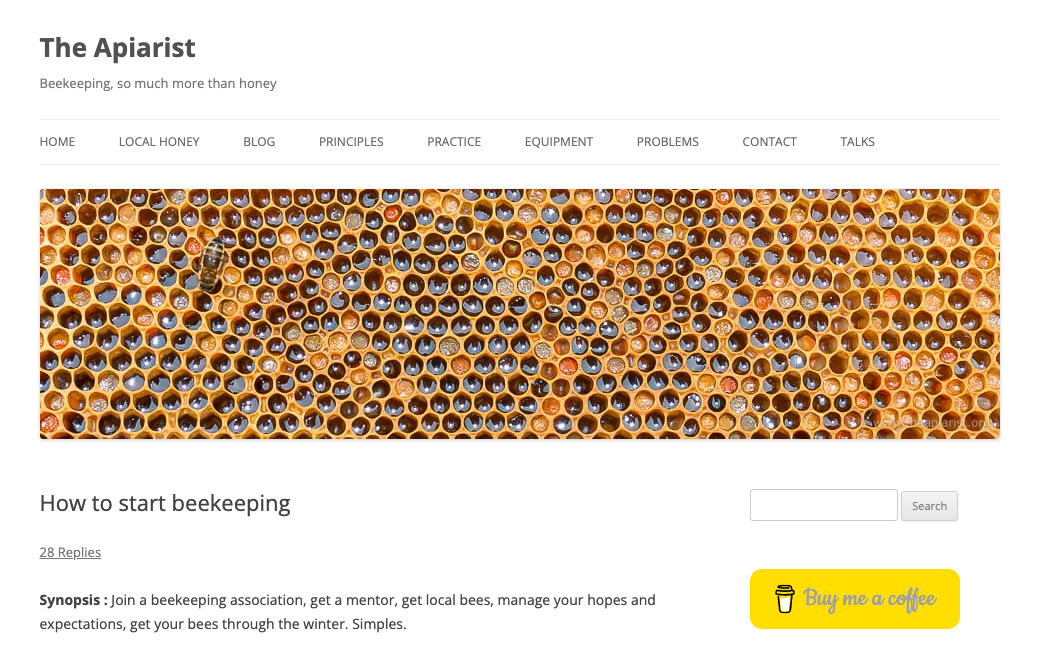 The Apiarist
Beekeeping, so much more than honey
HOME LOCAL HONEY BLOG PRINCIPLES PRACTICE EQUIPMENT PROBLEMS CONTACT TALKS
www.theapiarist.org
How to start beekeeping
Search
28 Replies
Synopsis : Join a beekeeping association, get a mentor, get local bees, manage your hopes and
expectations, get your bees through the winter. Simples.
Buy me a coffee